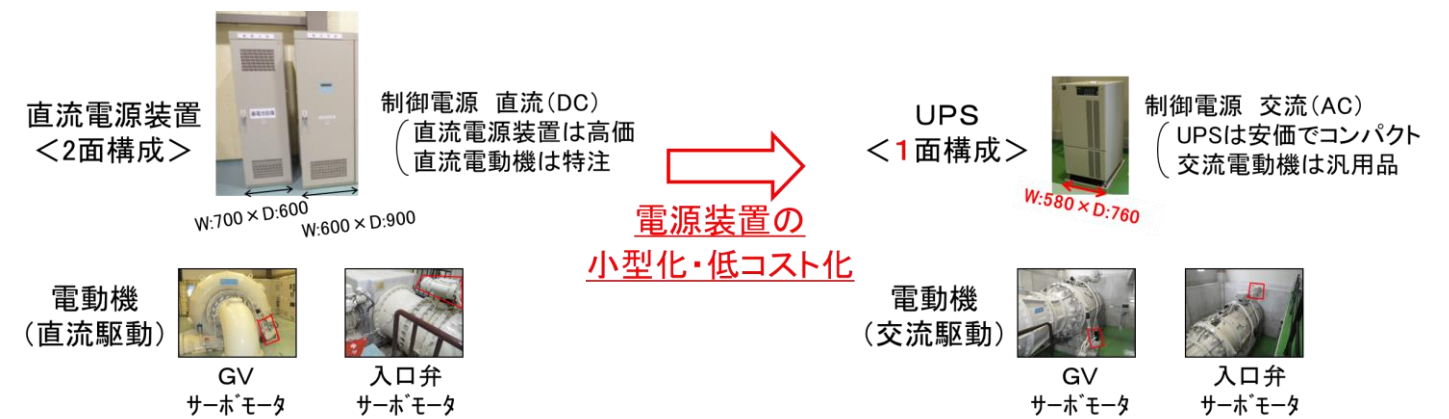 直流電源装置
＜2面構成＞
制御電源 直流（DC）
直流電源装置は高価
直流電動機は特注
W:700×D:600
W:600×D:900
電動機
（直流駆動）
GV
サーボモータ
入口弁
サーボモータ
電源装置の
小型化・低コスト化
UPS
＜1面構成＞
制御電源 交流（AC）
UPSは安価でコンパクト
交流電動機は汎用品
W:580×D:760
電動機
（交流駆動）
GV
サーボモータ
入口弁
サーボモータ